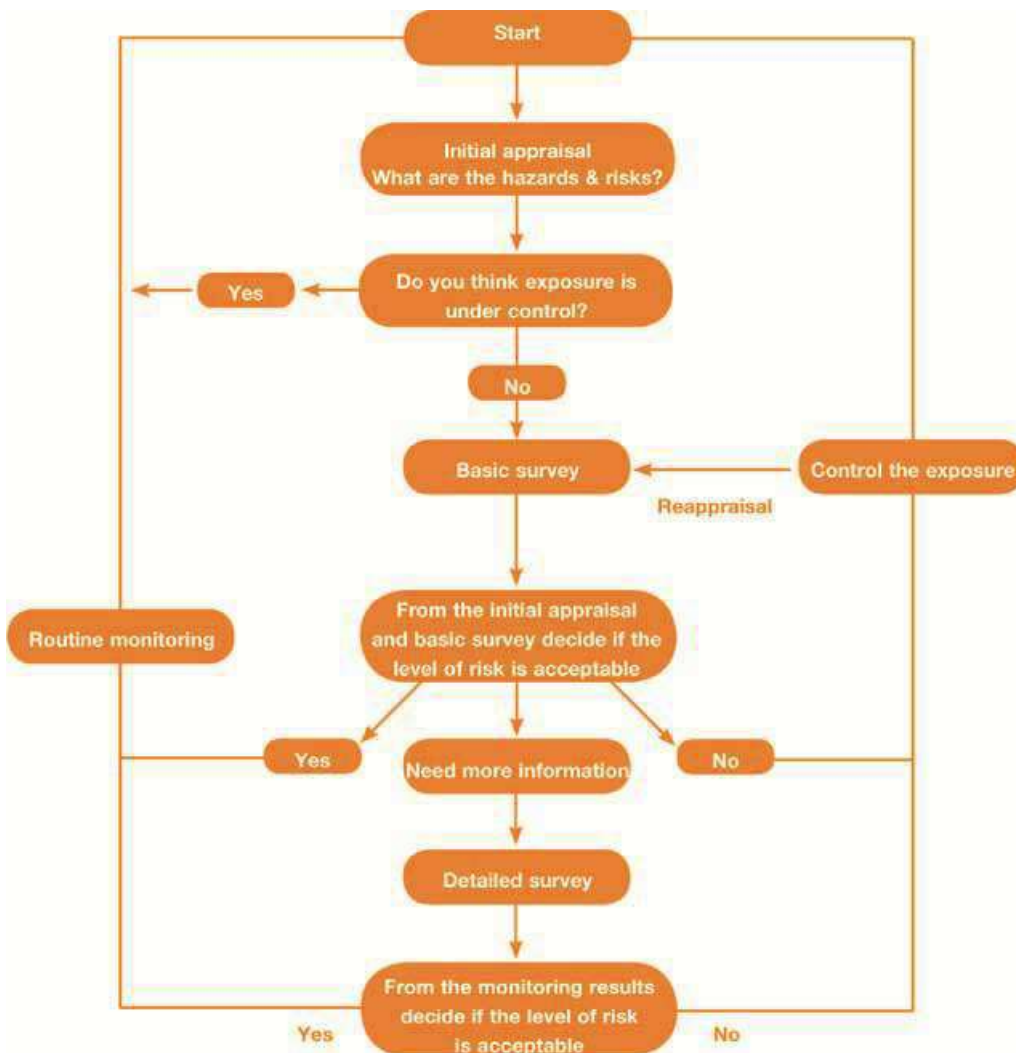 Start
Initial appraisal
What are the hazards & risks?
Do you think exposure is
under control?
Yes
No
Basic survey
Control the exposure
Reappraisal
From the initial appraisal
and basic survey decide if the
level of risk is acceptable
Routine monitoring
Yes
Need more information
No
Detailed survey
From the monitoring results
decide if the level of risk
is acceptable
Yes
No